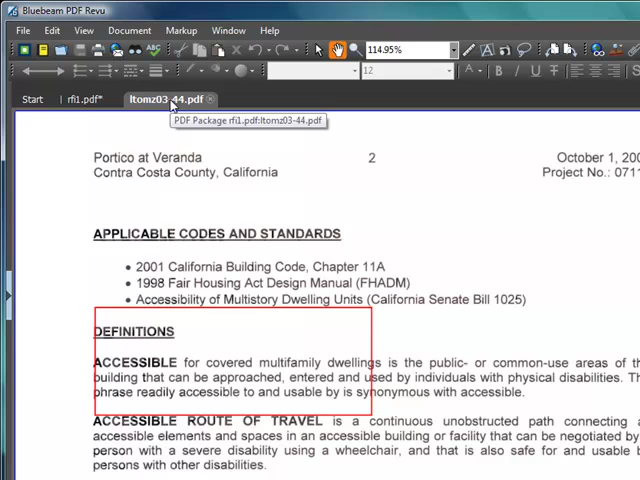 Bluebeam PDF Revu
File Edit View Document Markup Window Help
114.95%
12
A B I U T
Start rfi1.pdf* ltomz03-44.pdf
PDF Package rfi1.pdf:ltomz03-44.pdf
Portico at Veranda 2 October 1, 200
Contra Costa County, California Project No.: 0711
APPLICABLE CODES AND STANDARDS
• 2001 California Building Code, Chapter 11A
• 1998 Fair Housing Act Design Manual (FHADM)
• Accessibility of Multistory Dwelling Units (California Senate Bill 1025)
DEFINITIONS
ACCESSIBLE for covered multifamily dwellings is the public- or common-use areas of
building that can be approached, entered and used by individuals with physical disabilities.
phrase readily accessible to and usable by is synonymous with accessible.
ACCESSIBLE ROUTE OF TRAVEL is a continuous unobstructed path connecting
accessible elements and spaces in an accessible building or facility that can be negotiated by
person with a severe disability using a wheelchair, and that is also safe for and usable
persons with other disabilities.